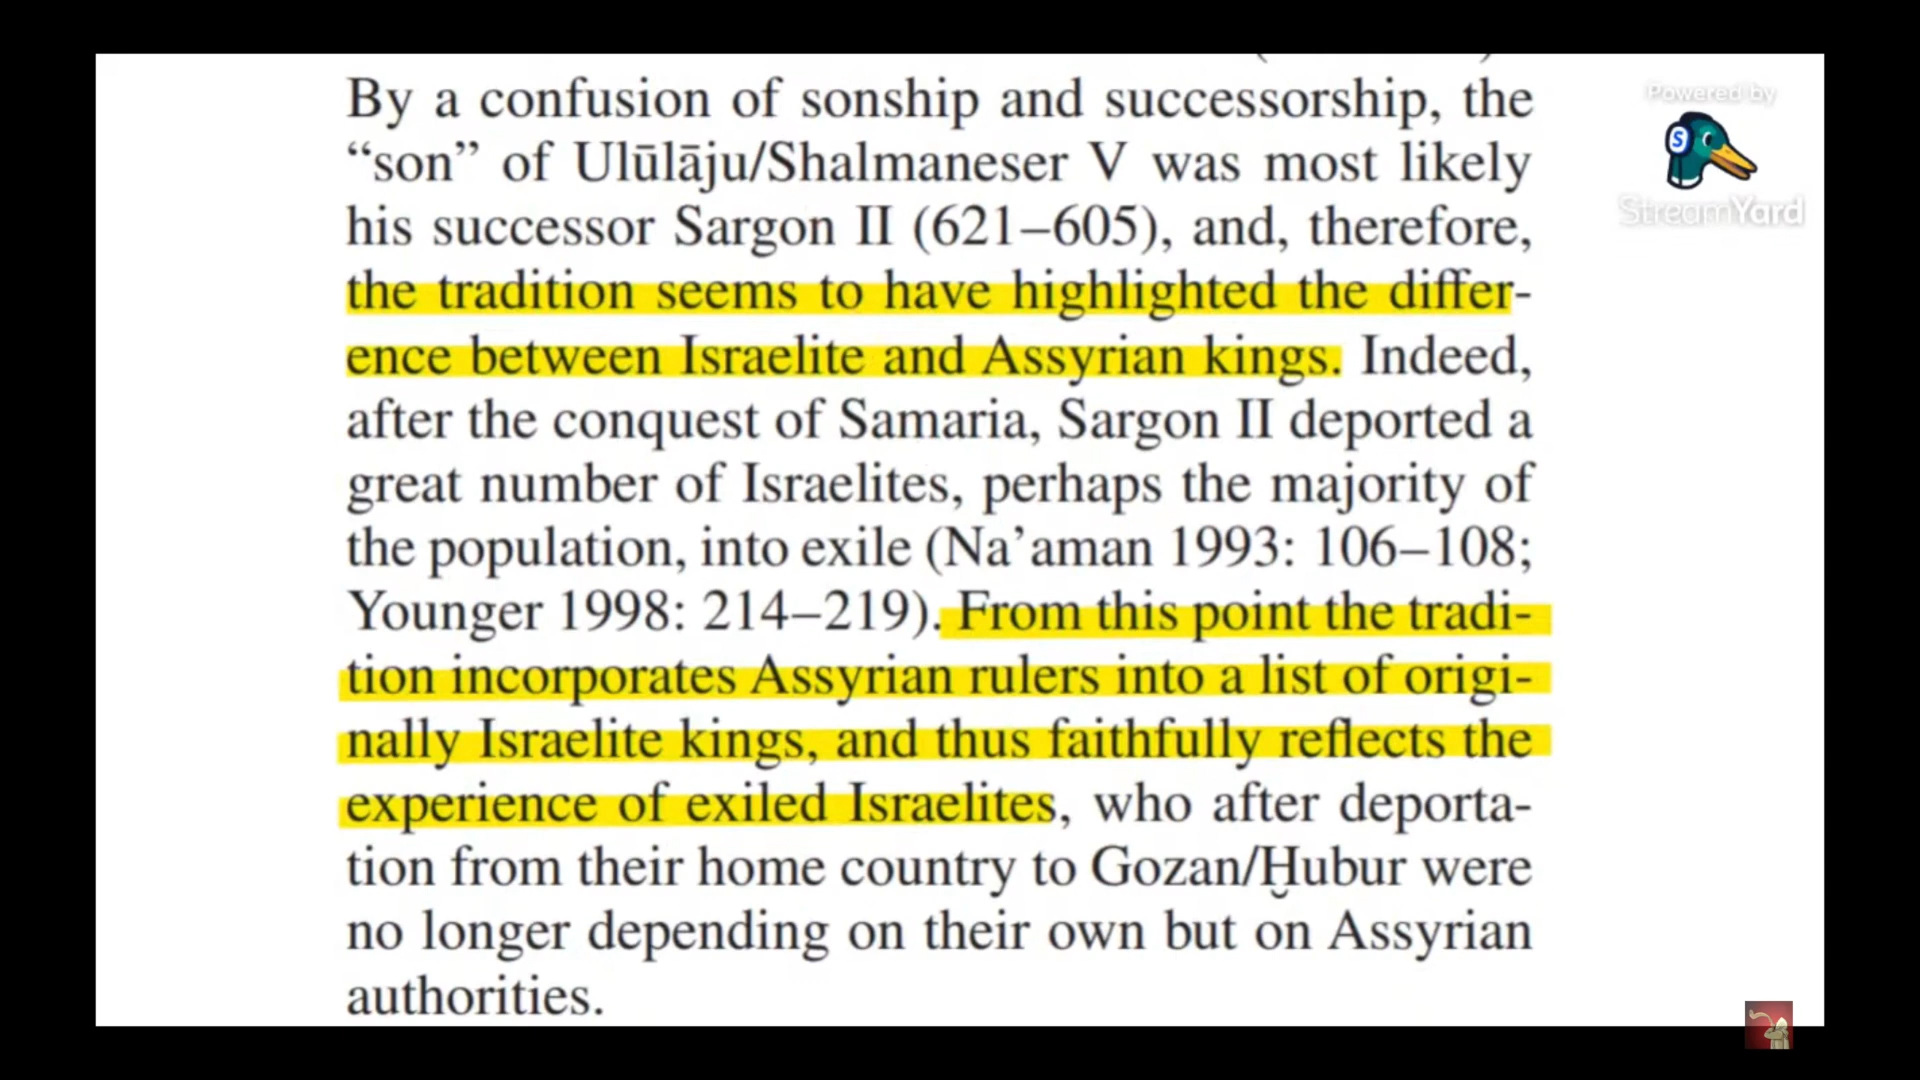 By a confusion of sonship and successorship, the
“son” of Ulūlāju/Shalmaneser V was most likely
his successor Sargon II (621–605), and, therefore,
the tradition seems to have highlighted the differ-
ence between Israelite and Assyrian kings. Indeed,
after the conquest of Samaria, Sargon II deported a
great number of Israelites, perhaps the majority of
the population, into exile (Na’aman 1993: 106–108;
Younger 1998: 214–219). From this point the tradi-
tion incorporates Assyrian rulers into a list of origi-
nally Israelite kings, and thus faithfully reflects the
experience of exiled Israelites, who after deporta-
tion from their home country to Gozan/Ḫubur were
no longer depending on their own but on Assyrian
authorities.
Powered by
S
StreamYard